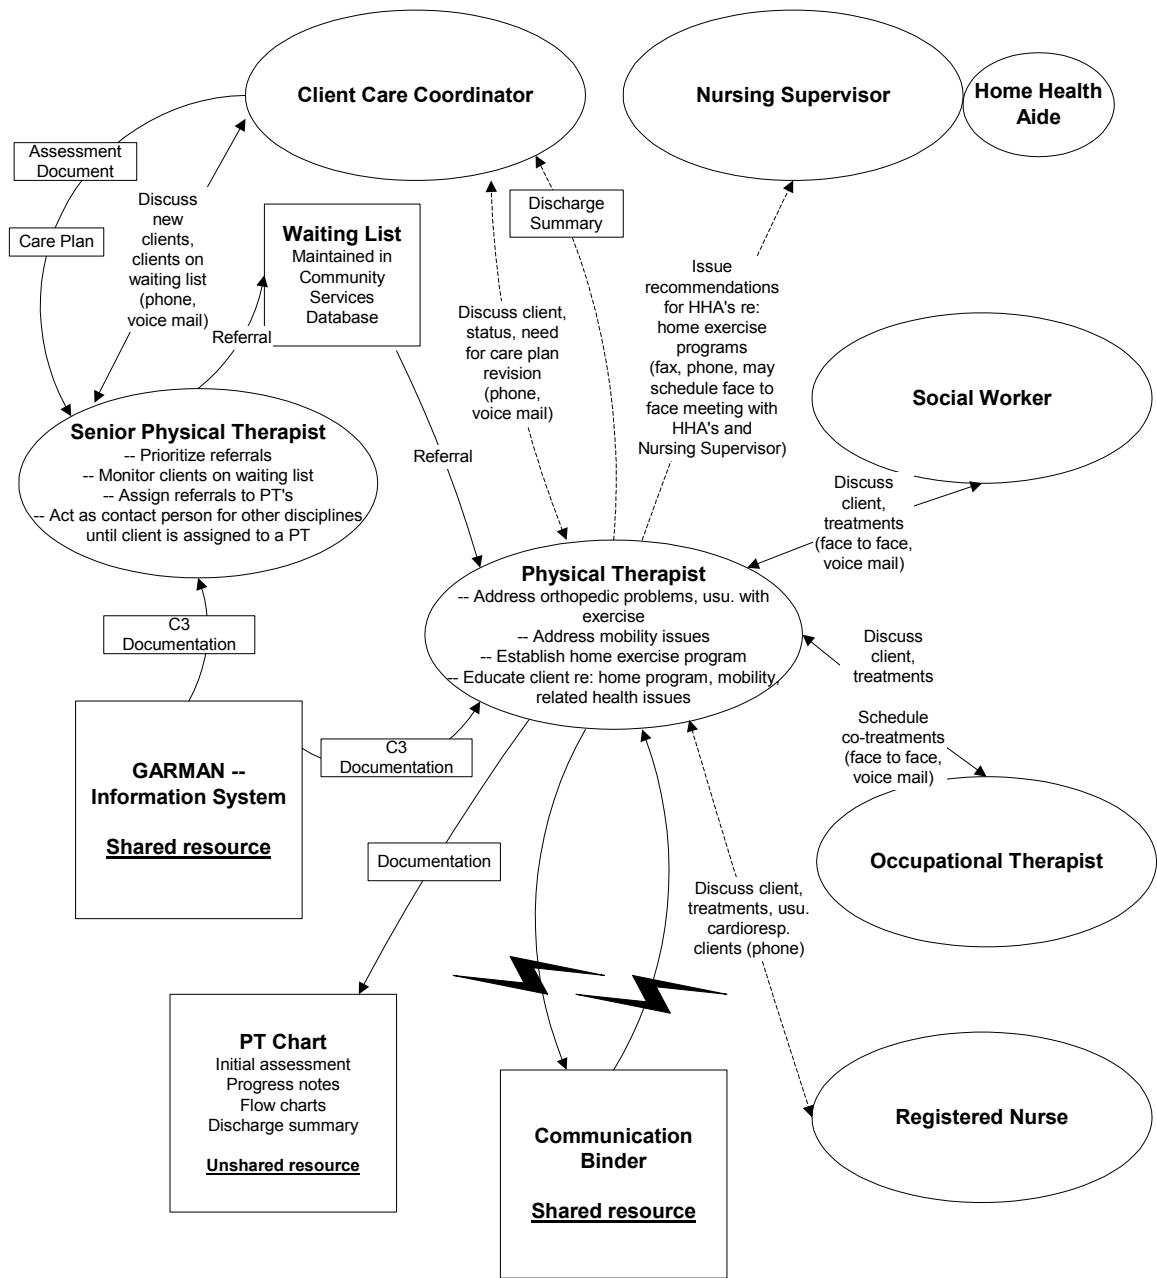 Client Care Coordinator
Nursing Supervisor
Home Health
Aide
Assessment
Document
Care Plan
Discuss
new
clients,
clients on
waiting list
(phone,
voice mail)
Referral
Waiting List
Maintained in
Community
Services
Database
Discharge
Summary
Discuss client,
status, need
for care plan
revision
(phone,
voice mail)
Issue
recommendations
for HHA's re:
home exercise
programs
(fax, phone, may
schedule face to
face meeting with
HHA's and
Nursing Supervisor)
Social Worker
Senior Physical Therapist
-- Prioritize referrals
-- Monitor clients on waiting list
-- Assign referrals to PT's
-- Act as contact person for other disciplines
until client is assigned to a PT
Referral
Discuss
client,
treatments
(face to face,
voice mail)
Physical Therapist
-- Address orthopedic problems, usu. with
exercise
-- Address mobility issues
-- Establish home exercise program
-- Educate client re: home program, mobility,
related health issues
C3
Documentation
Discuss
client,
treatments
Schedule
co-treatments
(face to face,
voice mail)
C3
Documentation
GARMAN --
Information System
Shared resource
Documentation
Occupational Therapist
Discuss client,
treatments, usu.
cardioresp.
clients (phone)
PT Chart
Initial assessment
Progress notes
Flow charts
Discharge summary
Unshared resource
Communication
Binder
Shared resource
Registered Nurse